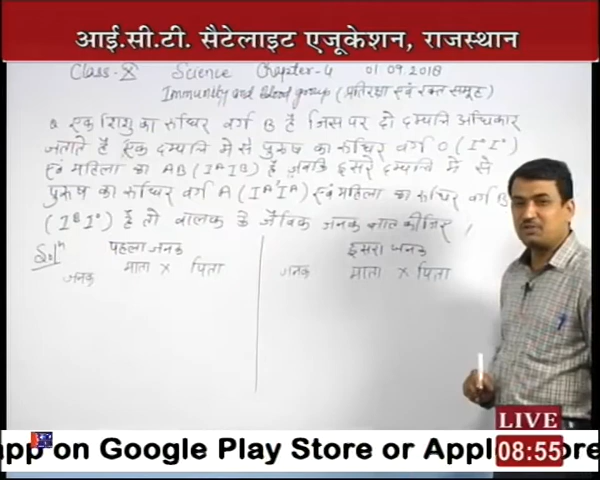 आई.सी.टी. सैटेलाइट एजूकेशन, राजस्थान
Class-X Science Chapter-4 01.09.2018
Immunity and Blood group (प्रतिरक्षा एवं रक्त समूह)
Q एक शिशु का रूधिर वर्ग B है जिस पर दो दम्पति अधिकार
जताते है एक दम्पति में से पुरूष का रूधिर वर्ग O (I°I°)
एवं महिला का AB (IAIB) है जबकि दूसरे दम्पति में से
पुरूष का रूधिर वर्ग A (IAIA) एवं महिला का रूधिर वर्ग B
(IBI°) है तो बालक के जैविक जनक ज्ञात कीजिए
Solⁿ पहला जनक दूसरा जनक
जनक माता × पिता जनक माता × पिता
LIVE
app on Google Play Store or Appl ore
08:55